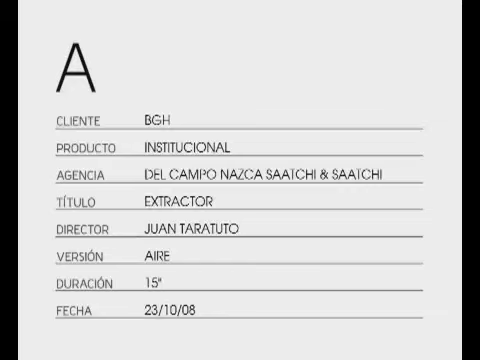 A
CLIENTE BGH
PRODUCTO INSTITUCIONAL
AGENCIA DEL CAMPO NAZCA SAATCHI & SAATCHI
TÍTULO EXTRACTOR
DIRECTOR JUAN TARATUTO
VERSIÓN AIRE
DURACIÓN 15"
FECHA 23/10/08